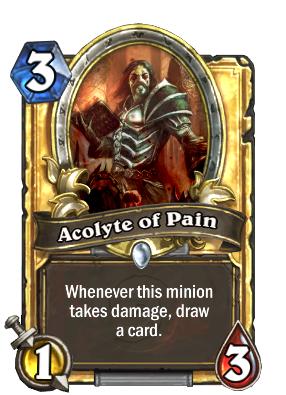 3
Acolyte of Pain
Whenever this minion
takes damage, draw
a card.
1
3